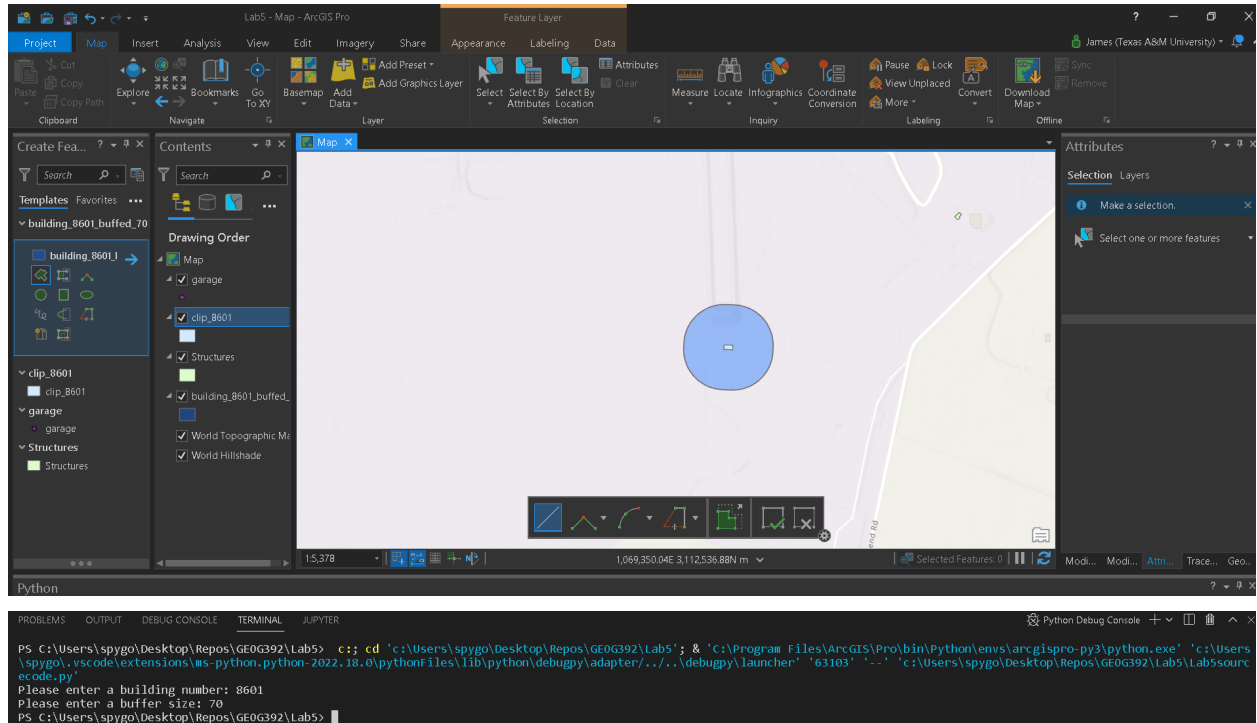 Lab5 - Map - ArcGIS Pro
Feature Layer
?
Project Map Insert Analysis View Edit Imagery Share Appearance Labeling Data
James (Texas A&M University)
Paste
Cut
Copy
Copy Path
Clipboard
Explore
Bookmarks
Go To XY
Navigate
Basemap
Add Data
Add Preset
Add Graphics Layer
Layer
Select
Select By Attributes
Select By Location
Attributes
Clear
Selection
Measure
Locate
Infographics
Coordinate Conversion
Inquiry
Pause
Lock
View Unplaced
More
Convert
Labeling
Download Map
Sync
Remove
Offline
Create Fea... ?
Search
Templates Favorites
building_8601_buffed_70
building_8601_l
clip_8601
clip_8601
garage
garage
Structures
Structures
Contents
Search
Drawing Order
Map
garage
clip_8601
Structures
building_8601_buffed_
World Topographic Ma
World Hillshade
Map
end Rd
1:5,378
1,069,350.04E 3,112,536.88N m
Selected Features: 0
Attributes ?
Selection Layers
Make a selection.
Select one or more features
Modi... Modi... Attri... Trace... Geo...
Python ?
PROBLEMS OUTPUT DEBUG CONSOLE TERMINAL JUPYTER
Python Debug Console
PS C:\Users\spygo\Desktop\Repos\GEOG392\Lab5>  c:; cd 'c:\Users\spygo\Desktop\Repos\GEOG392\Lab5'; & 'C:\Program Files\ArcGIS\Pro\bin\Python\envs\arcgispro-py3\python.exe' 'c:\Users
\spygo\.vscode\extensions\ms-python.python-2022.18.0\pythonFiles\lib\python\debugpy\adapter/../..\debugpy\launcher' '63103' '--' 'c:\Users\spygo\Desktop\Repos\GEOG392\Lab5\Lab5sourc
ecode.py'
Please enter a building number: 8601
Please enter a buffer size: 70
PS C:\Users\spygo\Desktop\Repos\GEOG392\Lab5>